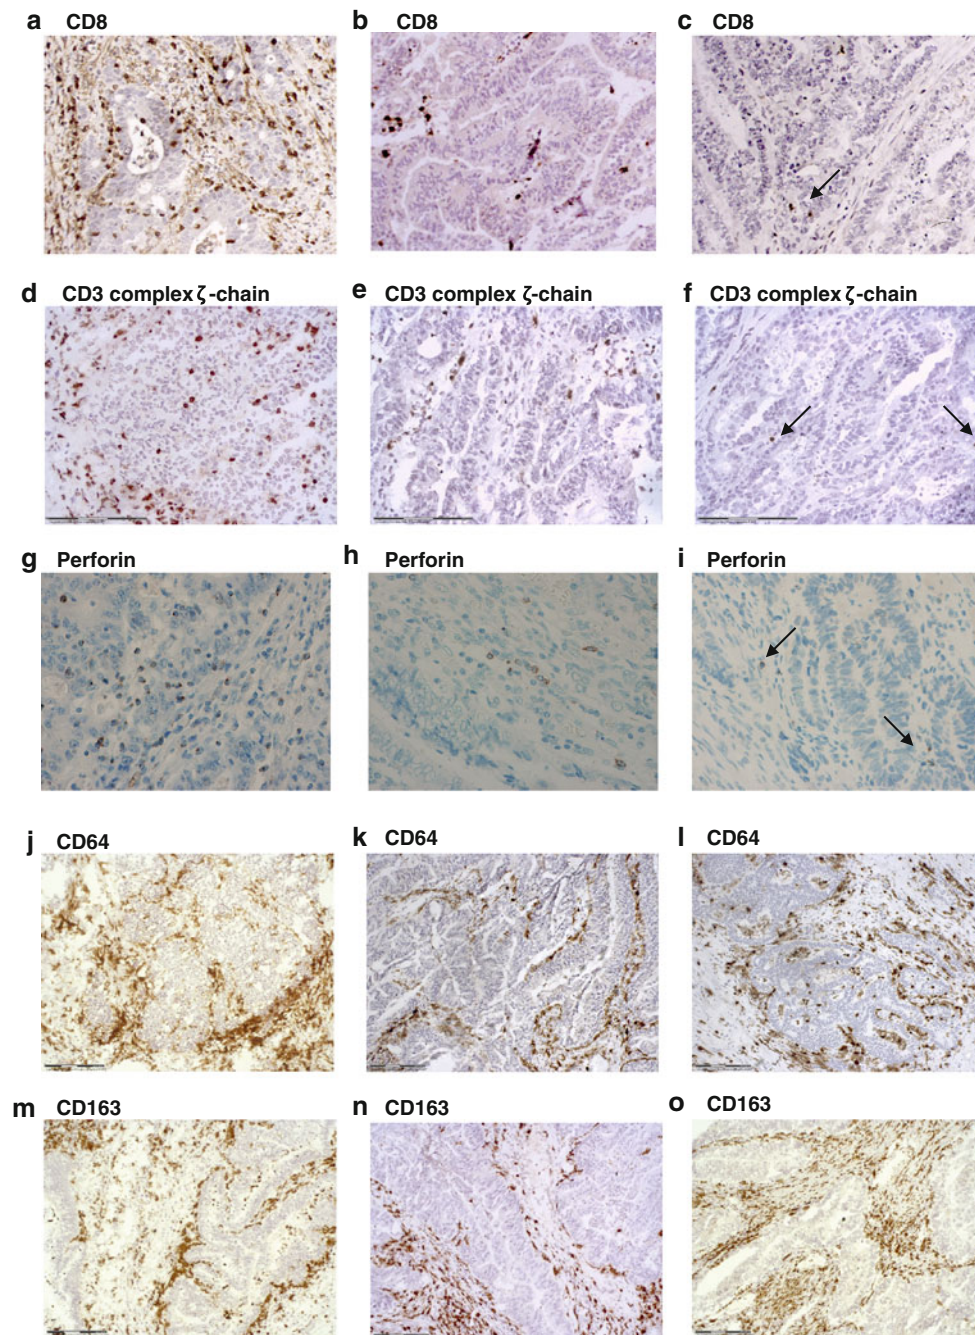 a CD8 b CD8 c CD8
d CD3 complex ζ-chain e CD3 complex ζ-chain f CD3 complex ζ-chain
g Perforin h Perforin i Perforin
j CD64 k CD64 l CD64
m CD163 n CD163 o CD163